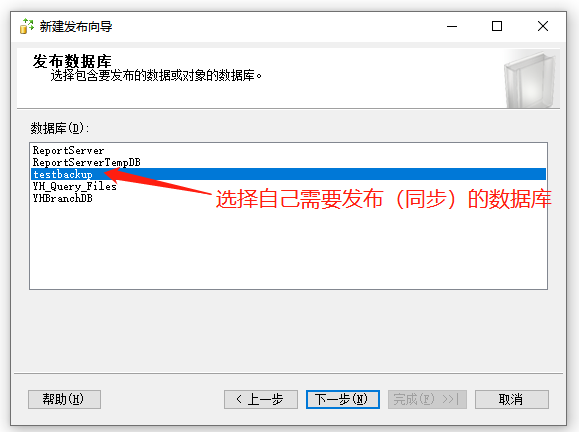 新建发布向导
发布数据库
选择包含要发布的数据或对象的数据库。
数据库(D):
ReportServer
ReportServerTempDB
testbackup
YH_Query_Files
YHBranchDB
选择自己需要发布（同步）的数据库
帮助(H)
< 上一步
下一步(N)
完成(F) >>|
取消